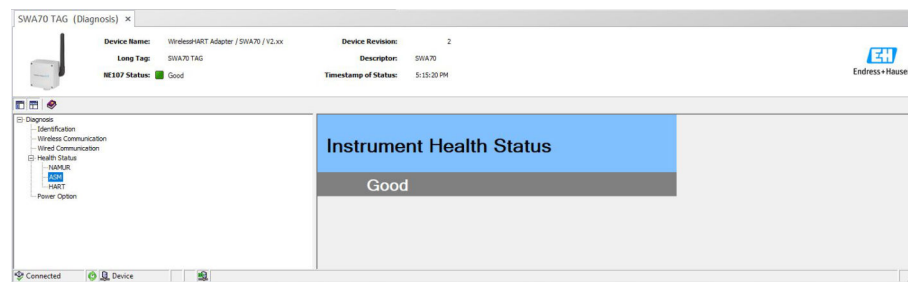 SWA70 TAG (Diagnosis) ×
Device Name: WirelessHART Adapter / SWA70 / V2.xx Device Revision: 2
Long Tag: SWA70 TAG Descriptor: SWA70
NE107 Status: Good Timestamp of Status: 5:15:20 PM
Endress+Hauser
Diagnosis
Identification
Wireless Communication
Wired Communication
Health Status
NAMUR
ASM
HART
Power Option
Instrument Health Status
Good
Connected Device